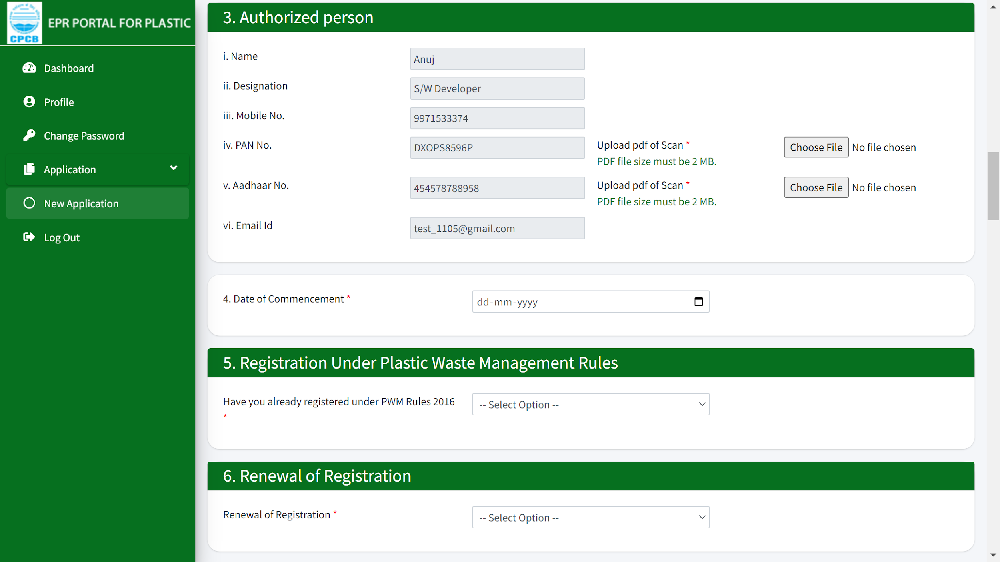 CPCB
EPR PORTAL FOR PLASTIC
Dashboard
Profile
Change Password
Application
New Application
Log Out
3. Authorized person
i. Name
Anuj
ii. Designation
S/W Developer
iii. Mobile No.
9971533374
iv. PAN No.
DXOPS8596P
Upload pdf of Scan *
PDF file size must be 2 MB.
Choose File No file chosen
v. Aadhaar No.
454578788958
Upload pdf of Scan *
PDF file size must be 2 MB.
Choose File No file chosen
vi. Email Id
test_1105@gmail.com
4. Date of Commencement *
dd-mm-yyyy
5. Registration Under Plastic Waste Management Rules
Have you already registered under PWM Rules 2016
*
-- Select Option --
6. Renewal of Registration
Renewal of Registration *
-- Select Option --